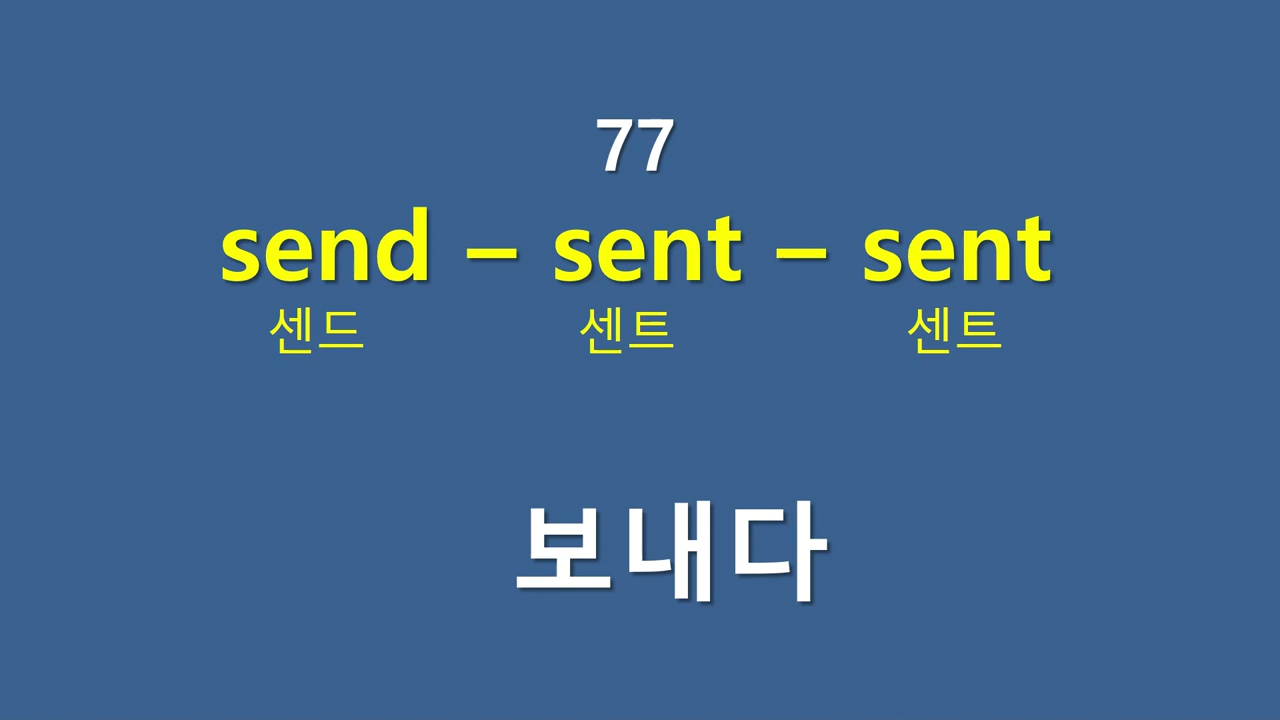 77
send – sent – sent
센드 센트 센트
보내다